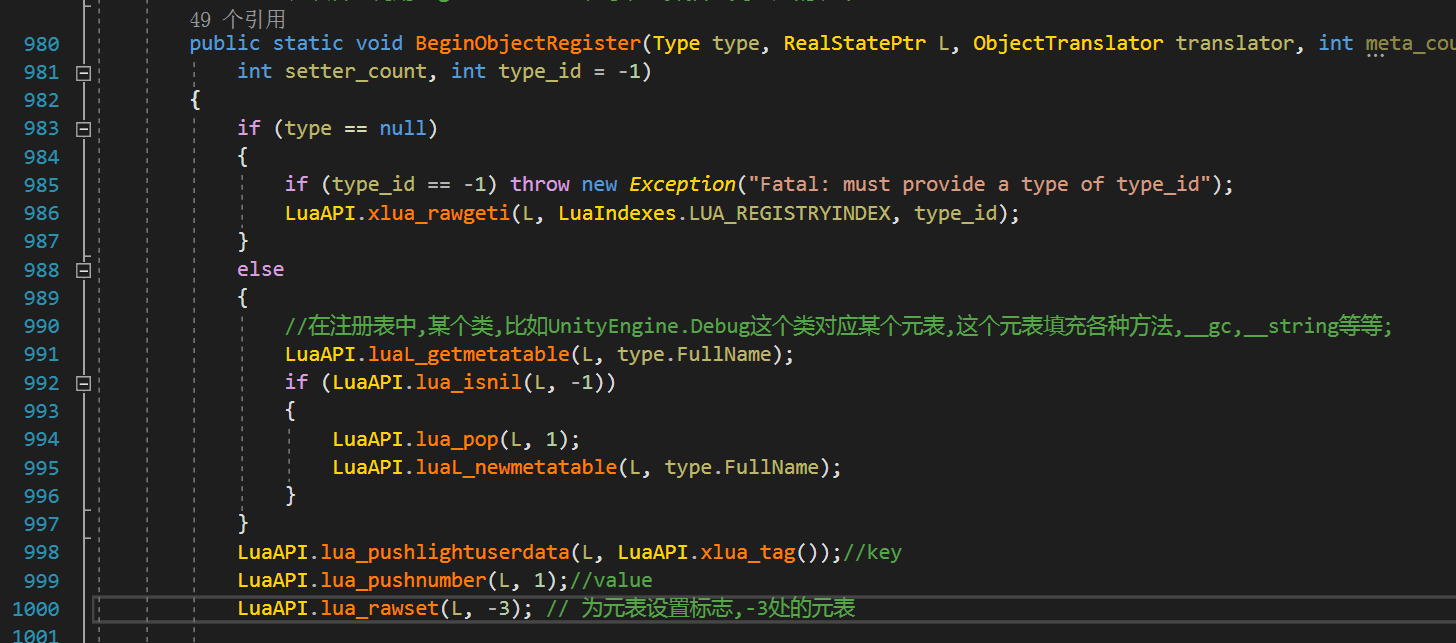 49 个引用
980 public static void BeginObjectRegister(Type type, RealStatePtr L, ObjectTranslator translator, int meta_cou
981 int setter_count, int type_id = -1)
982 {
983 if (type == null)
984 {
985 if (type_id == -1) throw new Exception("Fatal: must provide a type of type_id");
986 LuaAPI.xlua_rawgeti(L, LuaIndexes.LUA_REGISTRYINDEX, type_id);
987 }
988 else
989 {
990 //在注册表中,某个类,比如UnityEngine.Debug这个类对应某个元表,这个元表填充各种方法,__gc,__string等等;
991 LuaAPI.luaL_getmetatable(L, type.FullName);
992 if (LuaAPI.lua_isnil(L, -1))
993 {
994 LuaAPI.lua_pop(L, 1);
995 LuaAPI.luaL_newmetatable(L, type.FullName);
996 }
997 }
998 LuaAPI.lua_pushlightuserdata(L, LuaAPI.xlua_tag());//key
999 LuaAPI.lua_pushnumber(L, 1);//value
1000 LuaAPI.lua_rawset(L, -3); // 为元表设置标志,-3处的元表
1001